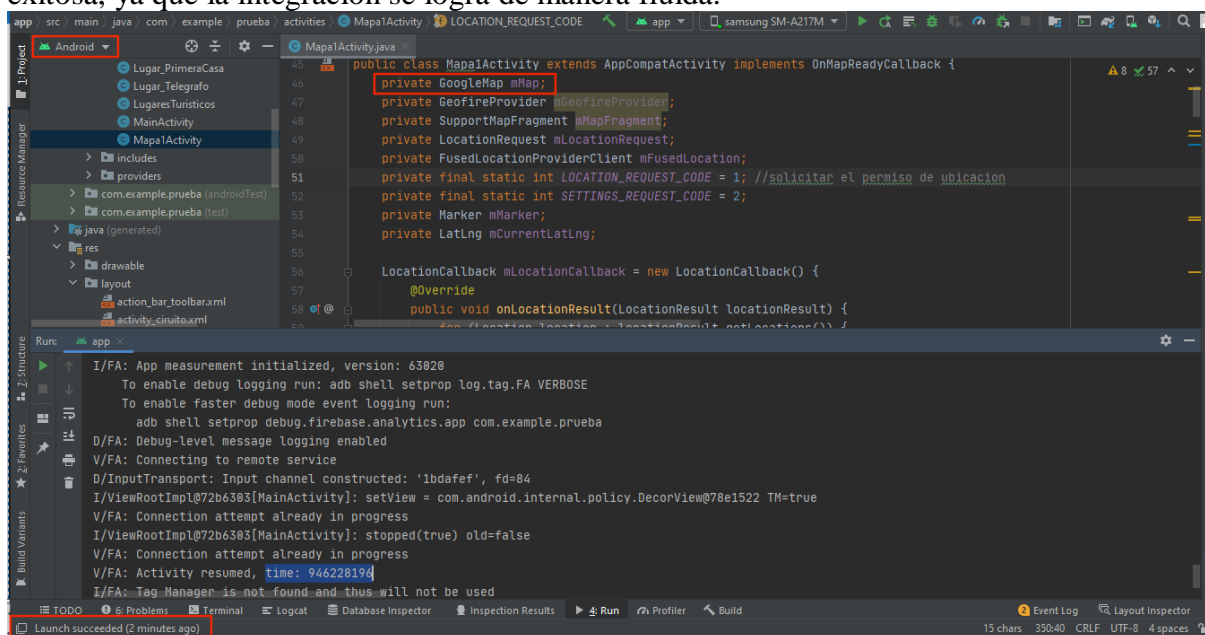 exitosa, ya que la integración se logra de manera fluida.
app src main java com example prueba activities Mapa1Activity LOCATION_REQUEST_CODE app samsung SM-A217M
Android
Mapa1Activity.java
1: Project
Resource Manager
Lugar_PrimeraCasa
Lugar_Telegrafo
LugaresTuristicos
MainActivity
Mapa1Activity
includes
providers
com.example.prueba (androidTest)
com.example.prueba (test)
java (generated)
res
drawable
layout
action_bar_toolbar.xml
activity_ciruito.xml
8 57
45 public class Mapa1Activity extends AppCompatActivity implements OnMapReadyCallback {
46 private GoogleMap mMap;
47 private GeofireProvider mGeofireProvider;
48 private SupportMapFragment mMapFragment;
49 private LocationRequest mLocationRequest;
50 private FusedLocationProviderClient mFusedLocation;
51 private final static int LOCATION_REQUEST_CODE = 1; //solicitar el permiso de ubicacion
52 private final static int SETTINGS_REQUEST_CODE = 2;
53 private Marker mMarker;
54 private LatLng mCurrentLatLng;
55
56 LocationCallback mLocationCallback = new LocationCallback() {
57 @Override
58 public void onLocationResult(LocationResult locationResult) {
59 for (Location location : locationResult.getLocations()) {
Run: app
Z: Structure
2: Favorites
Build Variants
I/FA: App measurement initialized, version: 63020
To enable debug logging run: adb shell setprop log.tag.FA VERBOSE
To enable faster debug mode event logging run:
adb shell setprop debug.firebase.analytics.app com.example.prueba
D/FA: Debug-level message logging enabled
V/FA: Connecting to remote service
D/InputTransport: Input channel constructed: '1bdafef', fd=84
I/ViewRootImpl@72b6303[MainActivity]: setView = com.android.internal.policy.DecorView@78e1522 TM=true
V/FA: Connection attempt already in progress
I/ViewRootImpl@72b6303[MainActivity]: stopped(true) old=false
V/FA: Connection attempt already in progress
V/FA: Activity resumed, time: 946228196
I/FA: Tag Manager is not found and thus will not be used
TODO 6: Problems Terminal Logcat Database Inspector Inspection Results 4: Run Profiler Build 2 Event Log Layout Inspector
Launch succeeded (2 minutes ago) 15 chars 350:40 CRLF UTF-8 4 spaces